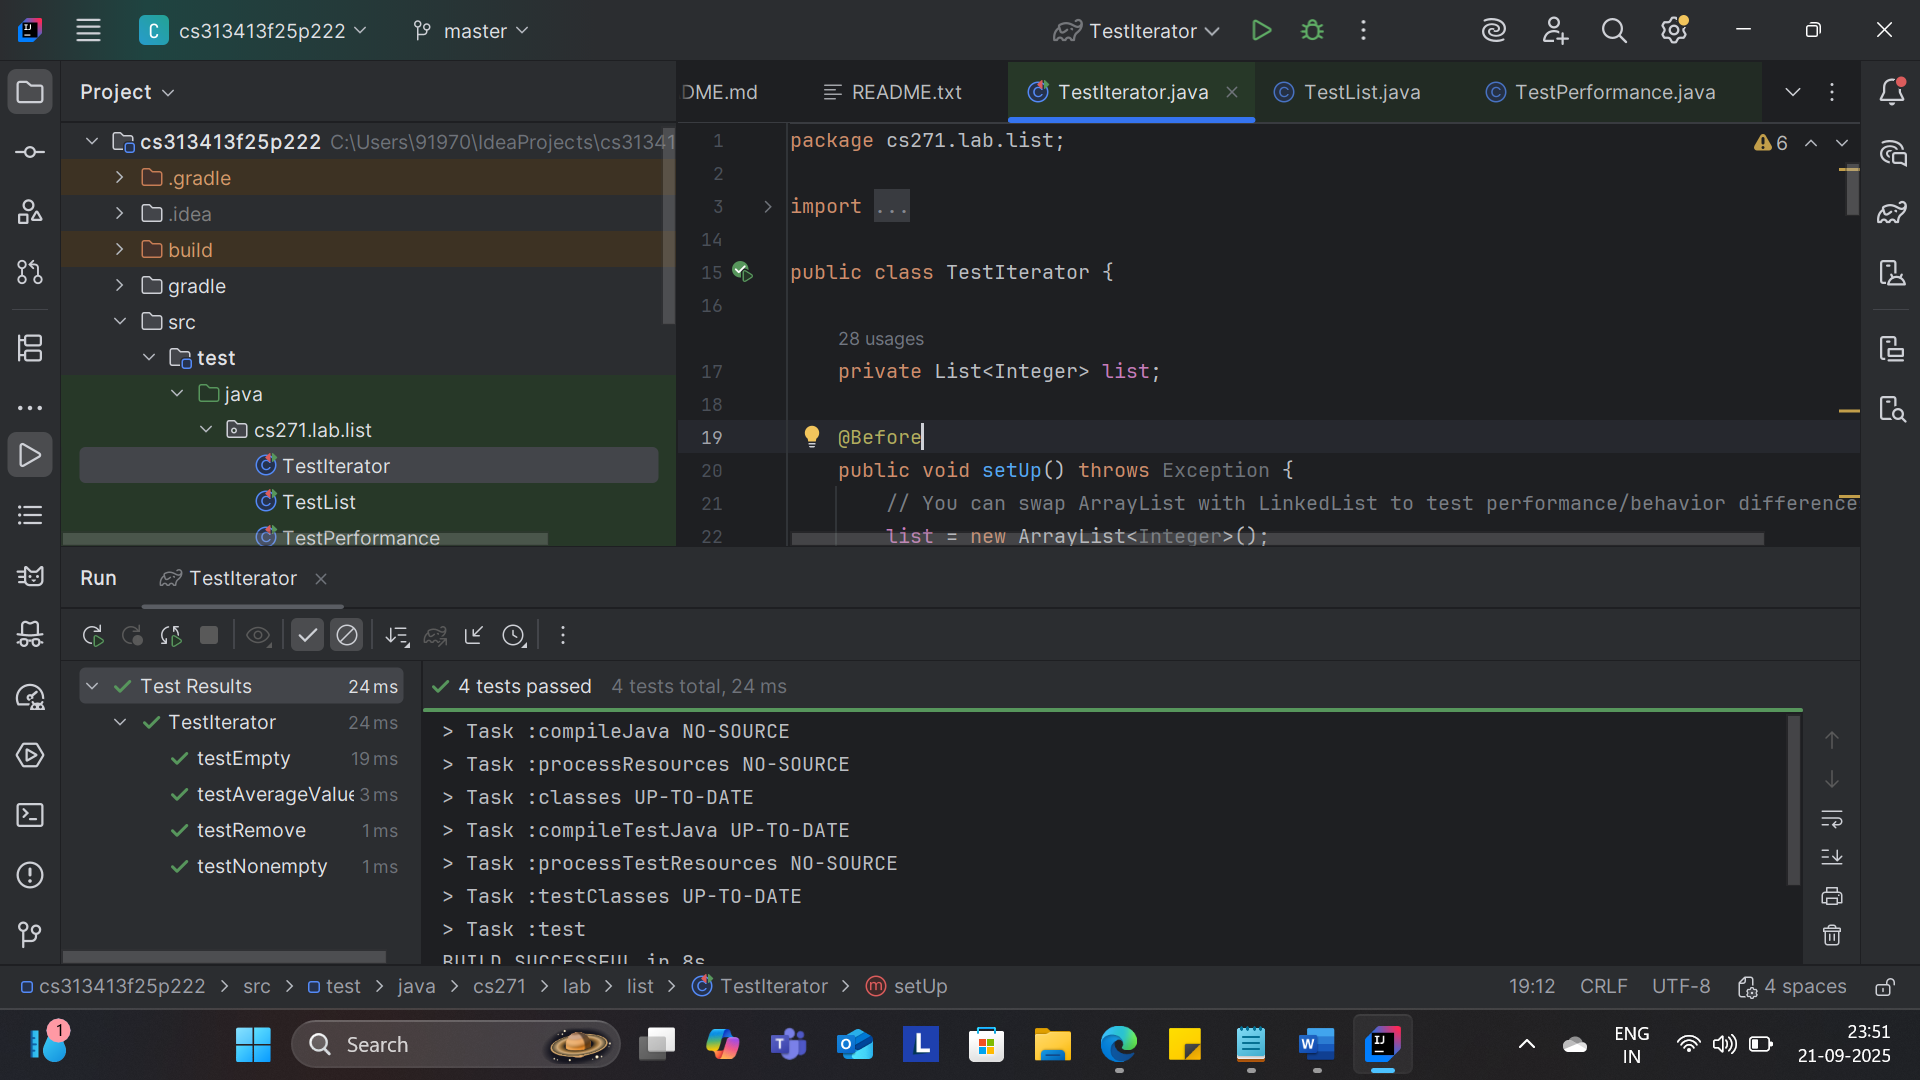 C cs313413f25p222 master TestIterator
Project
DME.md README.txt TestIterator.java TestList.java TestPerformance.java
cs313413f25p222 C:\Users\91970\IdeaProjects\cs31341
.gradle
.idea
build
gradle
src
test
java
cs271.lab.list
TestIterator
TestList
TestPerformance
1 package cs271.lab.list;
2
3 import ...
14
15 public class TestIterator {
16
28 usages
17 private List<Integer> list;
18
19 @Before
20 public void setUp() throws Exception {
21 // You can swap ArrayList with LinkedList to test performance/behavior difference
22 list = new ArrayList<Integer>();
6
Run TestIterator
Test Results 24 ms
TestIterator 24 ms
testEmpty 19 ms
testAverageValue 3 ms
testRemove 1 ms
testNonempty 1 ms
4 tests passed 4 tests total, 24 ms
> Task :compileJava NO-SOURCE
> Task :processResources NO-SOURCE
> Task :classes UP-TO-DATE
> Task :compileTestJava UP-TO-DATE
> Task :processTestResources NO-SOURCE
> Task :testClasses UP-TO-DATE
> Task :test
BUILD SUCCESSFUL in 8s
cs313413f25p222 > src > test > java > cs271 > lab > list > TestIterator > m setUp
19:12 CRLF UTF-8 4 spaces
1
Search
ENG
IN
23:51
21-09-2025